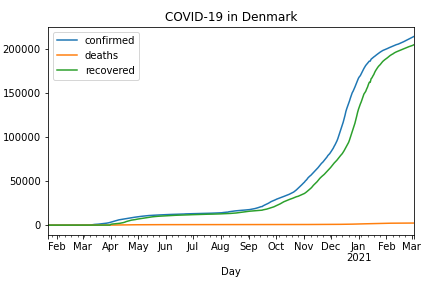 COVID-19 in Denmark
confirmed
deaths
recovered
200000
150000
100000
50000
0
Feb Mar Apr May Jun Jul Aug Sep Oct Nov Dec Jan Feb Mar
2021
Day